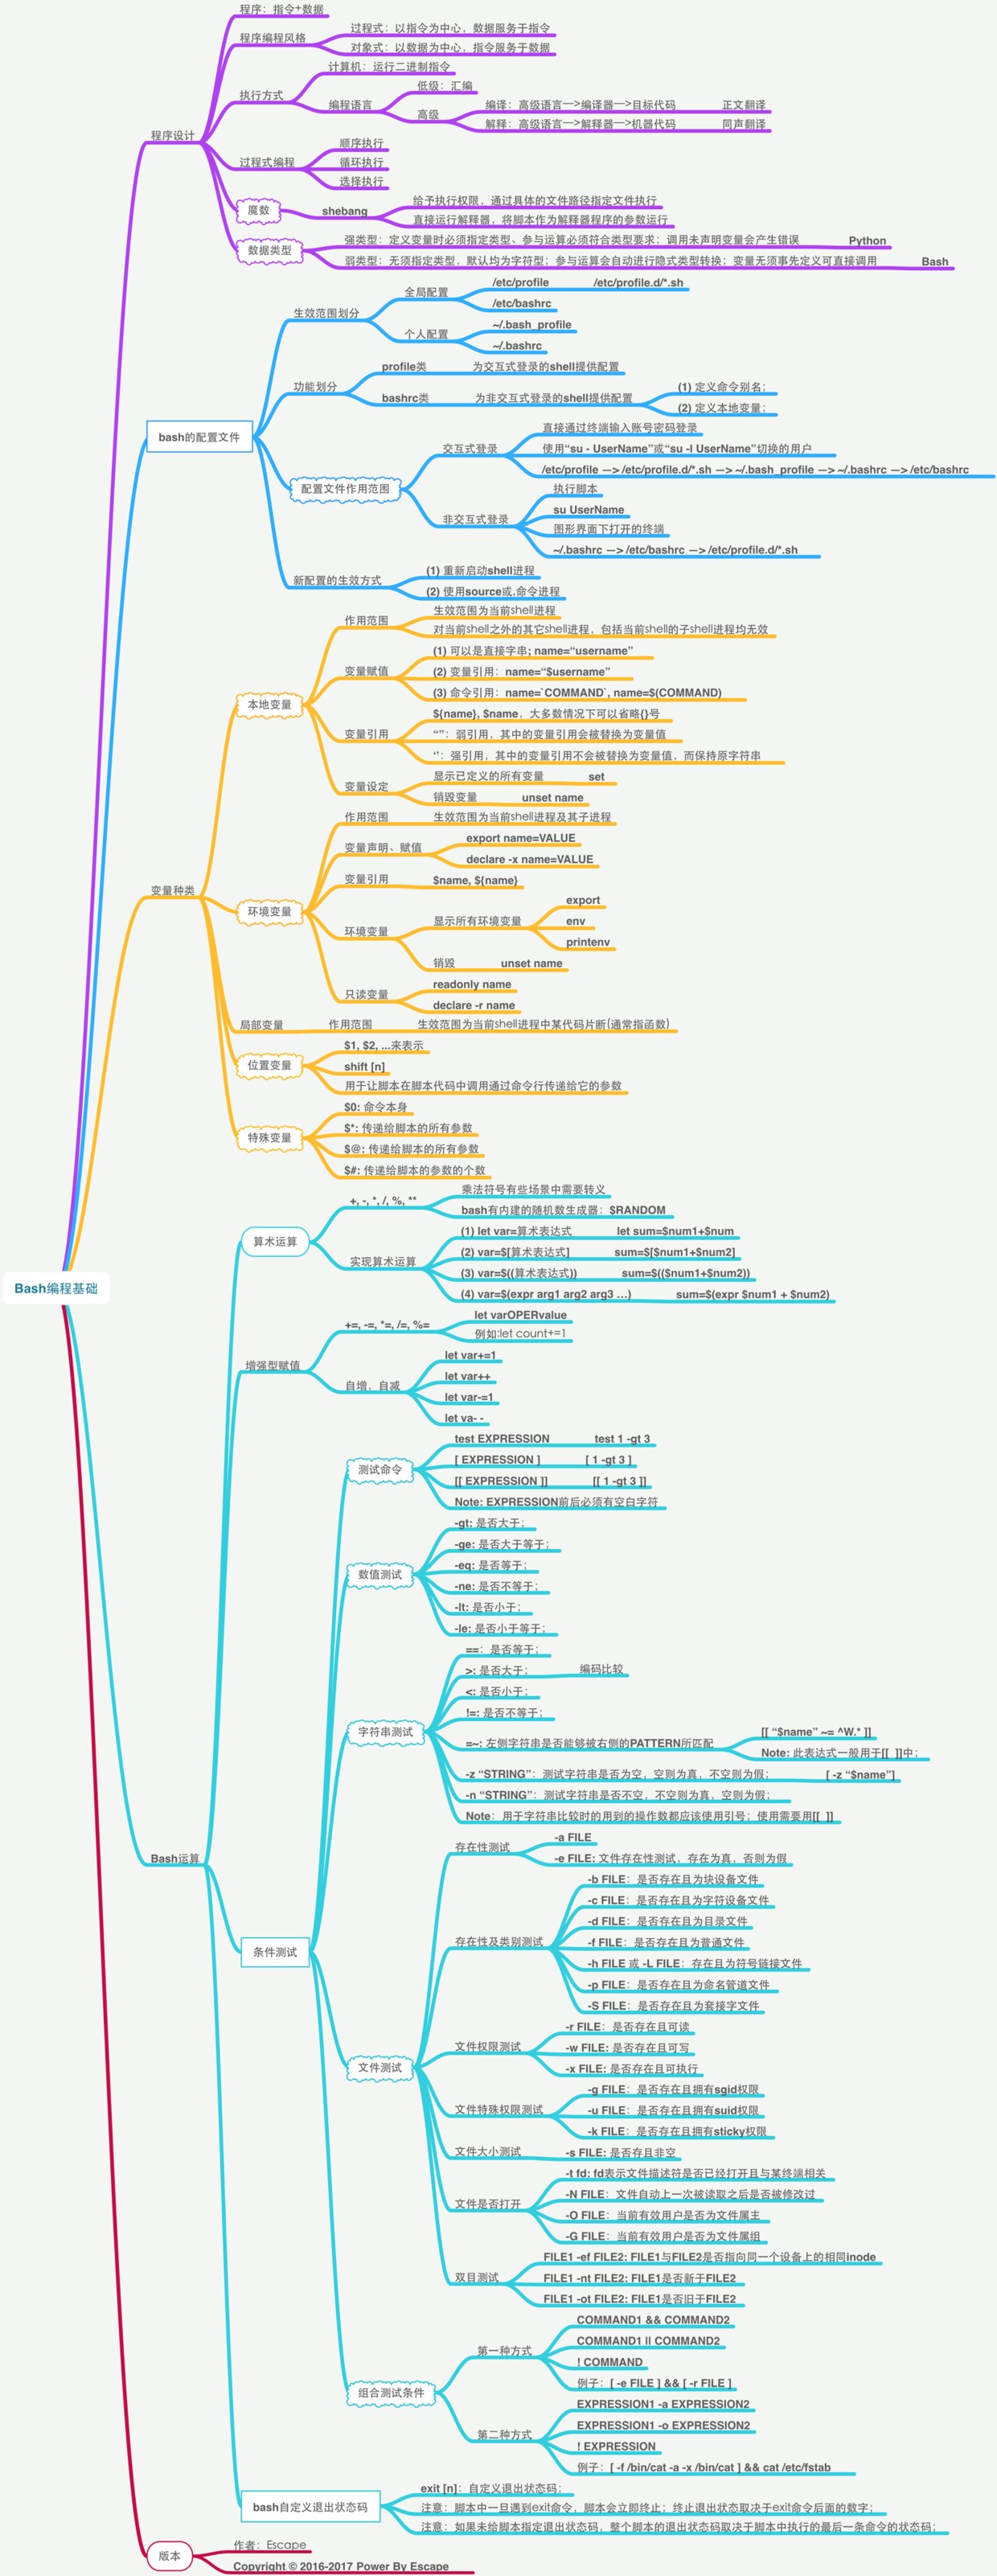 程序：指令+数据
程序编程风格
过程式：以指令为中心，数据服务于指令
对象式：以数据为中心，指令服务于数据
执行方式
计算机：运行二进制指令
编程语言
低级：汇编
高级
编译：高级语言—>编译器—>目标代码 正文翻译
解释：高级语言—>解释器—>机器代码 同声翻译
程序设计
过程式编程
顺序执行
循环执行
选择执行
魔数
shebang
给予执行权限，通过具体的文件路径指定文件执行
直接运行解释器，将脚本作为解释器程序的参数运行
数据类型
强类型：定义变量时必须指定类型、参与运算必须符合类型要求；调用未声明变量会产生错误 Python
弱类型：无须指定类型，默认均为字符型；参与运算会自动进行隐式类型转换；变量无须事先定义可直接调用 Bash
bash的配置文件
生效范围划分
全局配置
/etc/profile /etc/profile.d/*.sh
/etc/bashrc
个人配置
~/.bash_profile
~/.bashrc
功能划分
profile类 为交互式登录的shell提供配置
bashrc类 为非交互式登录的shell提供配置
(1) 定义命令别名；
(2) 定义本地变量；
配置文件作用范围
交互式登录
直接通过终端输入账号密码登录
使用“su - UserName”或“su -l UserName”切换的用户
/etc/profile —> /etc/profile.d/*.sh —> ~/.bash_profile —> ~/.bashrc —> /etc/bashrc
非交互式登录
执行脚本
su UserName
图形界面下打开的终端
~/.bashrc —> /etc/bashrc —> /etc/profile.d/*.sh
新配置的生效方式
(1) 重新启动shell进程
(2) 使用source或.命令进程
变量种类
本地变量
作用范围
生效范围为当前shell进程
对当前shell之外的其它shell进程，包括当前shell的子shell进程均无效
变量赋值
(1) 可以是直接字串; name=“username”
(2) 变量引用：name=“$username”
(3) 命令引用：name=`COMMAND`, name=$(COMMAND)
变量引用
${name}, $name，大多数情况下可以省略{}号
“”：弱引用，其中的变量引用会被替换为变量值
‘’：强引用，其中的变量引用不会被替换为变量值，而保持原字符串
变量设定
显示已定义的所有变量 set
销毁变量 unset name
环境变量
作用范围 生效范围为当前shell进程及其子进程
变量声明、赋值
export name=VALUE
declare -x name=VALUE
变量引用 $name, ${name}
环境变量
显示所有环境变量
export
env
printenv
销毁 unset name
只读变量
readonly name
declare -r name
局部变量 作用范围 生效范围为当前shell进程中某代码片断(通常指函数)
位置变量
$1, $2, ...来表示
shift [n]
用于让脚本在脚本代码中调用通过命令行传递给它的参数
特殊变量
$0: 命令本身
$*: 传递给脚本的所有参数
$@: 传递给脚本的所有参数
$#: 传递给脚本的参数的个数
Bash编程基础
Bash运算
算术运算
+, -, *, /, %, **
乘法符号有些场景中需要转义
bash有内建的随机数生成器：$RANDOM
实现算术运算
(1) let var=算术表达式 let sum=$num1+$num
(2) var=$[算术表达式] sum=$[$num1+$num2]
(3) var=$((算术表达式)) sum=$(($num1+$num2))
(4) var=$(expr arg1 arg2 arg3 ...) sum=$(expr $num1 + $num2)
增强型赋值
+=, -=, *=, /=, %=
let varOPERvalue
例如:let count+=1
自增，自减
let var+=1
let var++
let var-=1
let va- -
条件测试
测试命令
test EXPRESSION test 1 -gt 3
[ EXPRESSION ] [ 1 -gt 3 ]
[[ EXPRESSION ]] [[ 1 -gt 3 ]]
Note: EXPRESSION前后必须有空白字符
数值测试
-gt: 是否大于；
-ge: 是否大于等于；
-eq: 是否等于；
-ne: 是否不等于；
-lt: 是否小于；
-le: 是否小于等于；
字符串测试
==：是否等于；
>: 是否大于； 编码比较
<: 是否小于；
!=: 是否不等于；
=~: 左侧字符串是否能够被右侧的PATTERN所匹配
[[ “$name” ~= ^W.* ]]
Note: 此表达式一般用于[[ ]]中；
-z “STRING”：测试字符串是否为空，空则为真，不空则为假； [ -z “$name”]
-n “STRING”：测试字符串是否不空，不空则为真，空则为假；
Note：用于字符串比较时的用到的操作数都应该使用引号；使用需要用[[ ]]
文件测试
存在性测试
-a FILE
-e FILE: 文件存在性测试，存在为真，否则为假
存在性及类别测试
-b FILE：是否存在且为块设备文件
-c FILE：是否存在且为字符设备文件
-d FILE：是否存在且为目录文件
-f FILE：是否存在且为普通文件
-h FILE 或 -L FILE：存在且为符号链接文件
-p FILE：是否存在且为命名管道文件
-S FILE：是否存在且为套接字文件
文件权限测试
-r FILE：是否存在且可读
-w FILE: 是否存在且可写
-x FILE: 是否存在且可执行
文件特殊权限测试
-g FILE：是否存在且拥有sgid权限
-u FILE：是否存在且拥有suid权限
-k FILE：是否存在且拥有sticky权限
文件大小测试 -s FILE: 是否存且非空
文件是否打开
-t fd: fd表示文件描述符是否已经打开且与某终端相关
-N FILE：文件自动上一次被读取之后是否被修改过
-O FILE：当前有效用户是否为文件属主
-G FILE：当前有效用户是否为文件属组
双目测试
FILE1 -ef FILE2: FILE1与FILE2是否指向同一个设备上的相同inode
FILE1 -nt FILE2: FILE1是否新于FILE2
FILE1 -ot FILE2: FILE1是否旧于FILE2
组合测试条件
第一种方式
COMMAND1 && COMMAND2
COMMAND1 || COMMAND2
! COMMAND
例子：[ -e FILE ] && [ -r FILE ]
第二种方式
EXPRESSION1 -a EXPRESSION2
EXPRESSION1 -o EXPRESSION2
! EXPRESSION
例子：[ -f /bin/cat -a -x /bin/cat ] && cat /etc/fstab
bash自定义退出状态码
exit [n]：自定义退出状态码；
注意：脚本中一旦遇到exit命令，脚本会立即终止；终止退出状态取决于exit命令后面的数字；
注意：如果未给脚本指定退出状态码，整个脚本的退出状态码取决于脚本中执行的最后一条命令的状态码；
版本
作者：Escape
Copyright © 2016-2017 Power By Escape